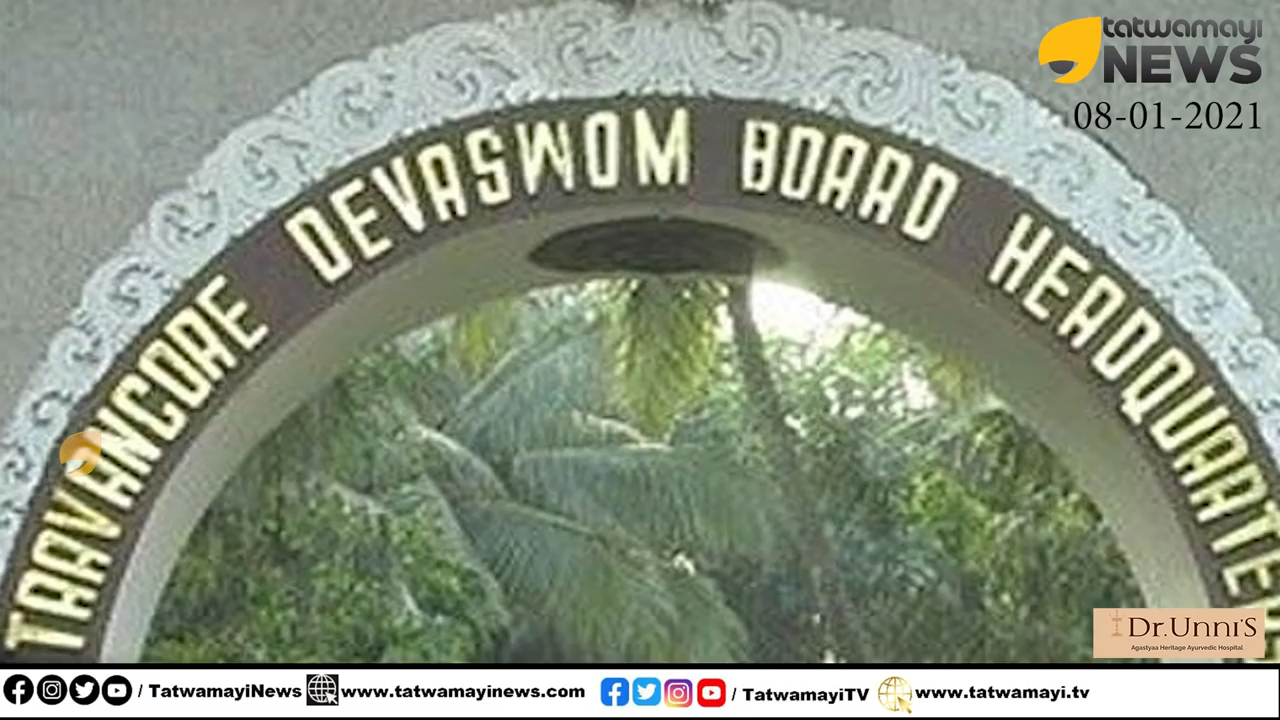 tatwamayi
NEWS
08-01-2021
TRAVANCORE DEVASWOM BOARD HEADQUARTE
Dr.Unni'S
Agastyaa Heritage Ayurvedic Hospital
/ TatwamayiNews www.tatwamayinews.com / TatwamayiTV www.tatwamayi.tv